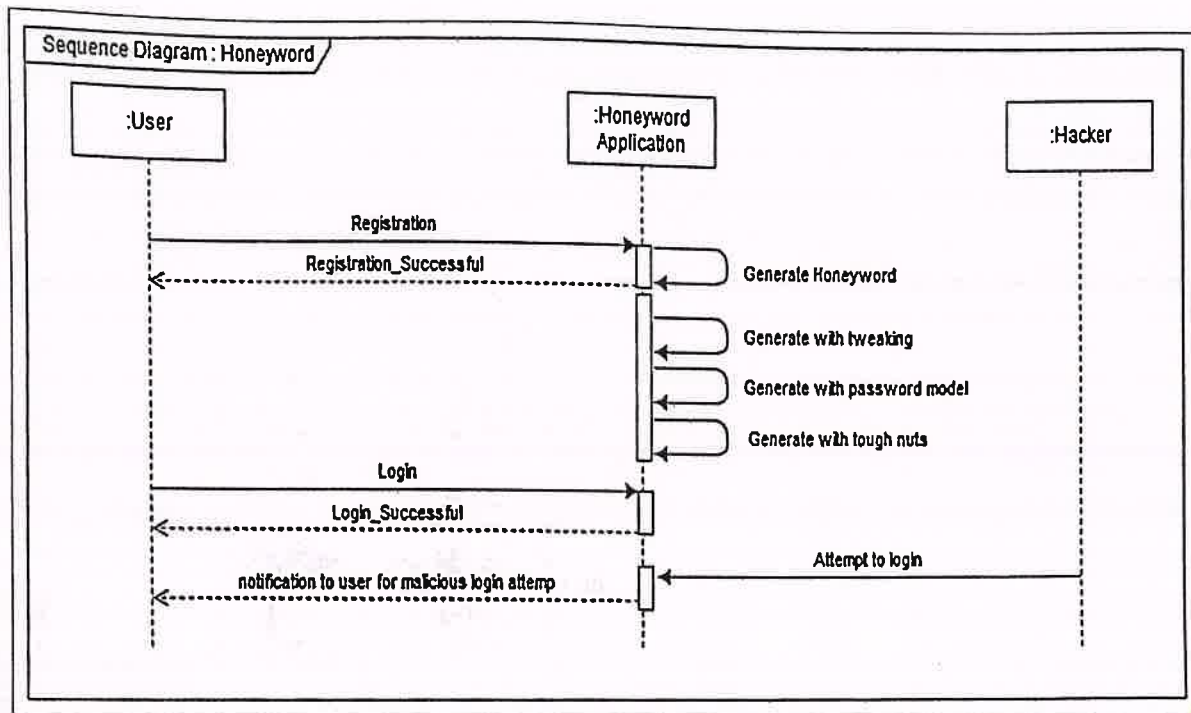 Sequence Diagram : Honeyword
:User
:Honeyword
Application
:Hacker
Registration
Registration_Successful
Generate Honeyword
Generate with tweaking
Generate with password model
Generate with tough nuts
Login
Login_Successful
Attempt to login
notification to user for malicious login attemp